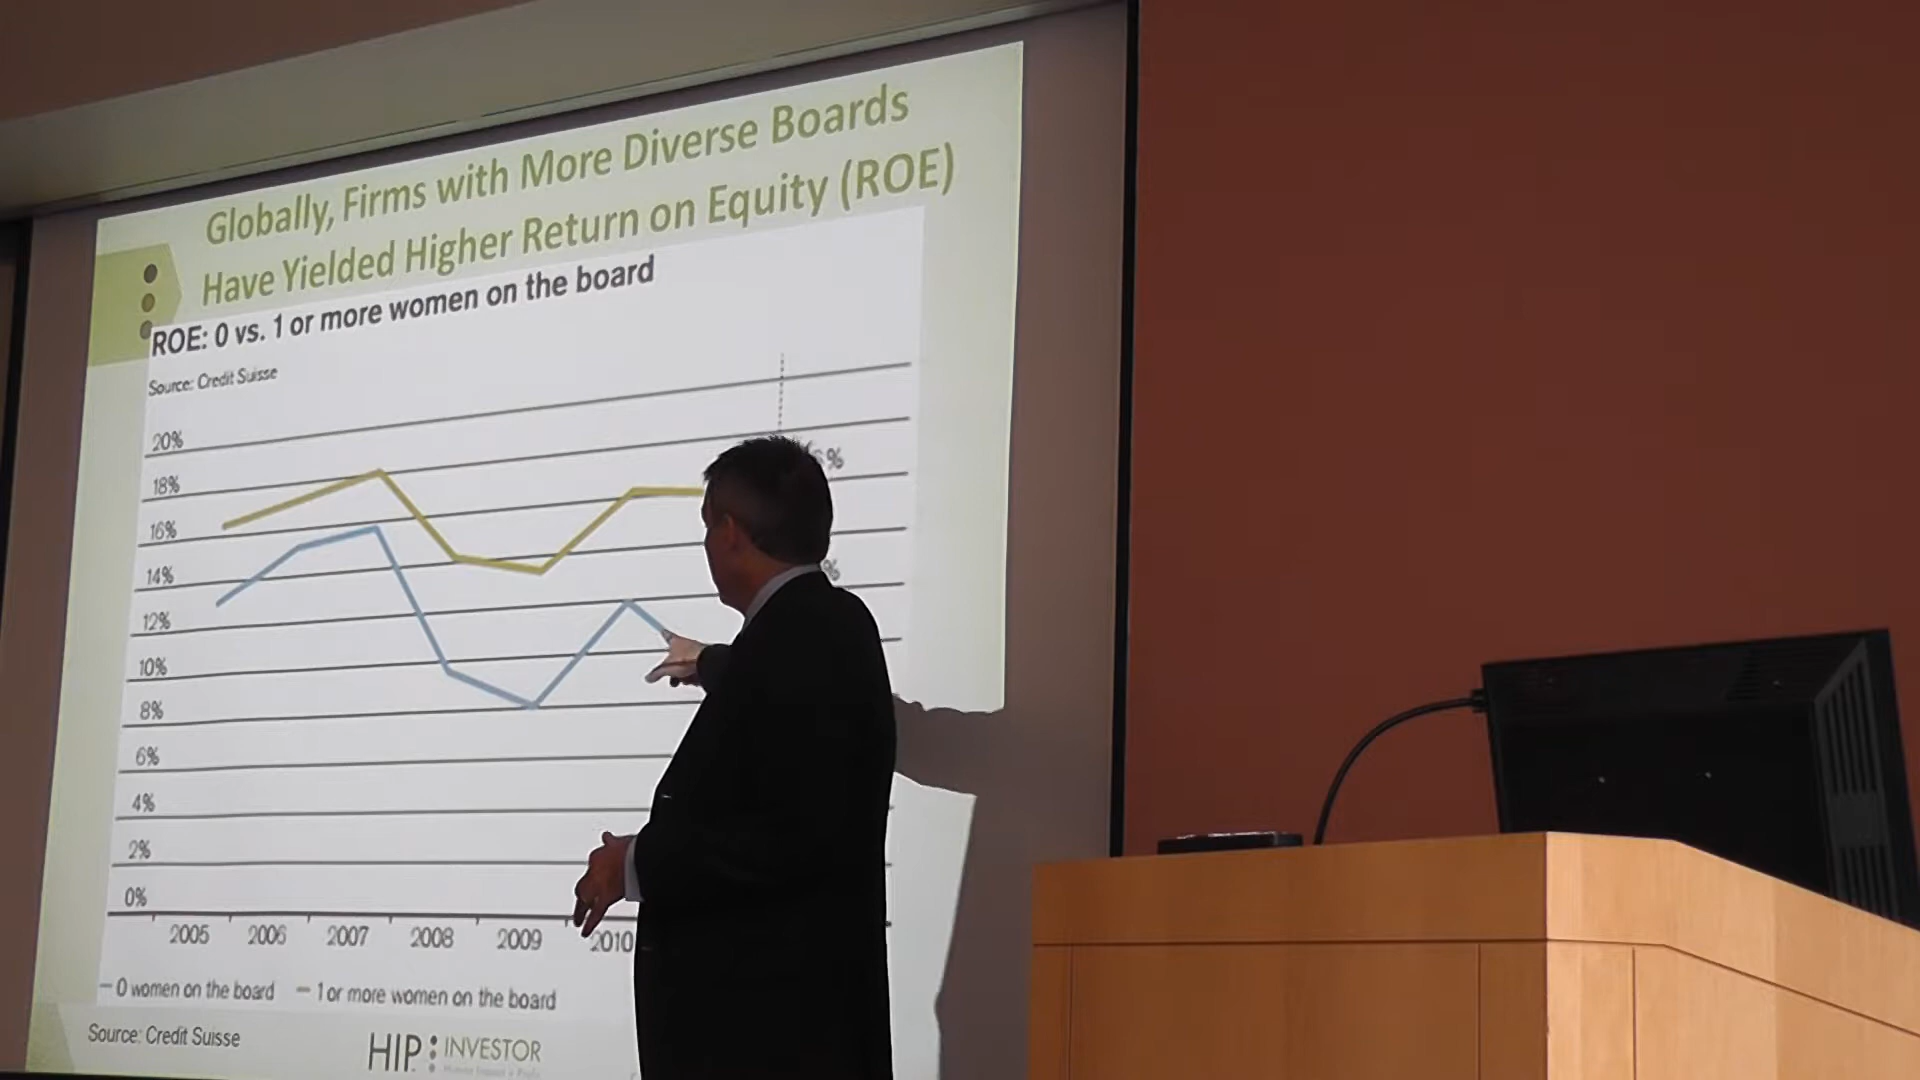 Globally, Firms with More Diverse Boards
Have Yielded Higher Return on Equity (ROE)
ROE: 0 vs. 1 or more women on the board
Source: Credit Suisse
20%
18%
16%
14%
12%
10%
8%
6%
4%
2%
0%
%
%
2005 2006 2007 2008 2009 2010
0 women on the board 1 or more women on the board
Source: Credit Suisse
HIP INVESTOR